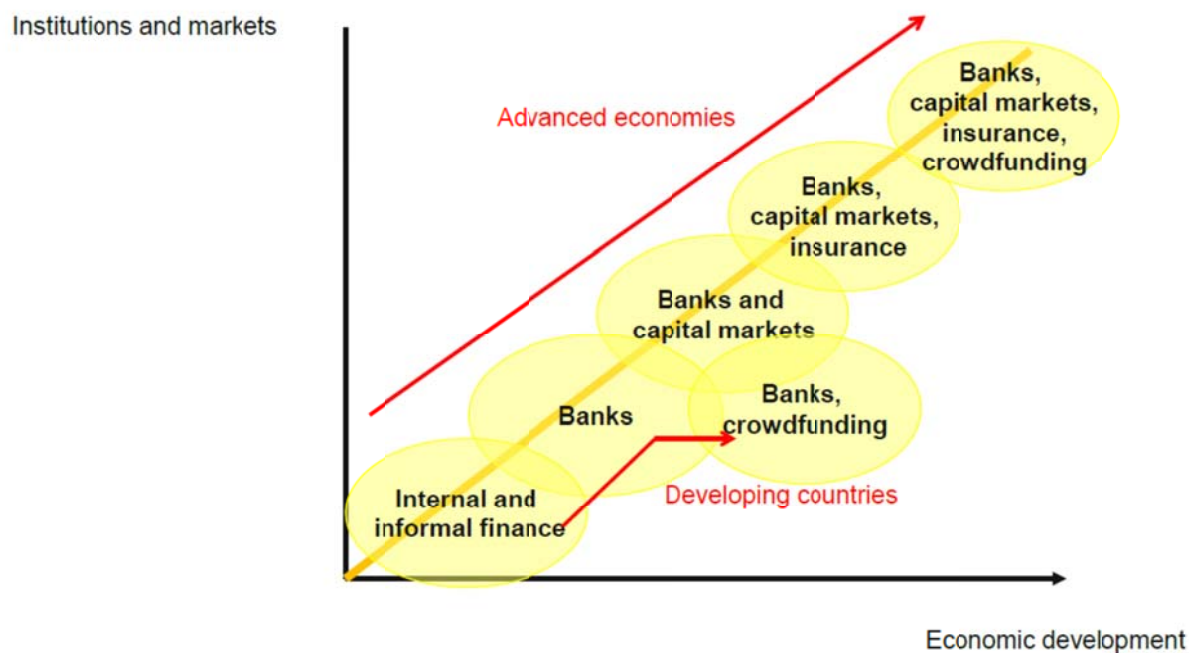 Institutions and markets
Advanced economies
Banks,
capital markets,
insurance,
crowdfunding
Banks,
capital markets,
insurance
Banks and
capital markets
Banks
Banks,
crowdfunding
Internal and
informal finance
Developing countries
Economic development